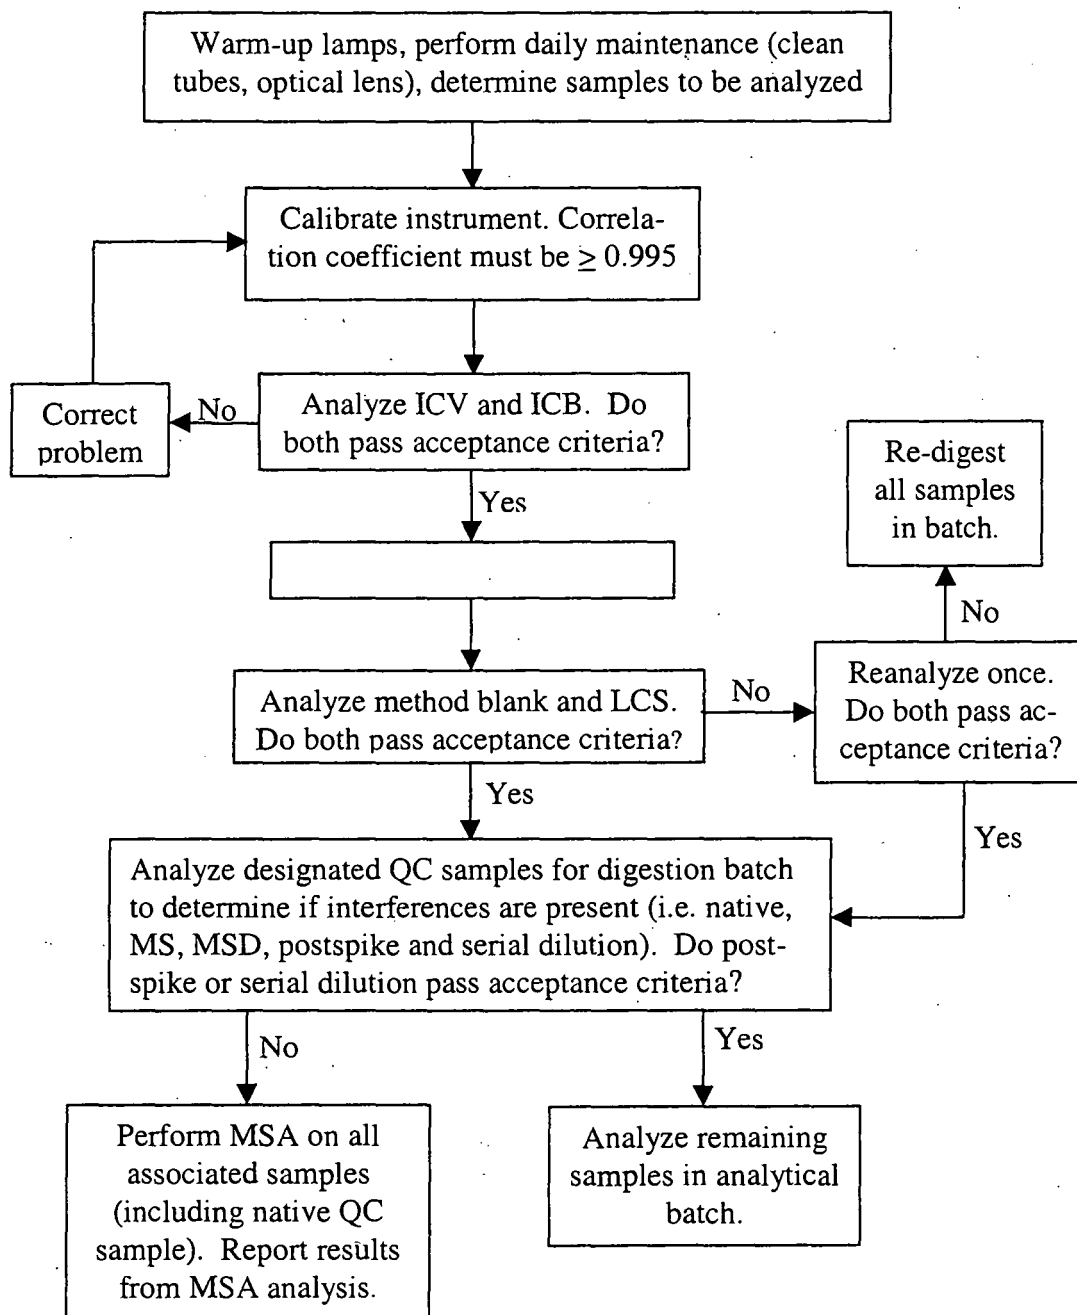 Warm-up lamps, perform daily maintenance (clean
tubes, optical lens), determine samples to be analyzed
Calibrate instrument. Correla-
tion coefficient must be ≥ 0.995
Analyze ICV and ICB. Do
both pass acceptance criteria?
No
Correct
problem
Yes
Analyze method blank and LCS.
Do both pass acceptance criteria?
No
Reanalyze once.
Do both pass ac-
ceptance criteria?
No
Re-digest
all samples
in batch.
Yes
Yes
Analyze designated QC samples for digestion batch
to determine if interferences are present (i.e. native,
MS, MSD, postspike and serial dilution). Do post-
spike or serial dilution pass acceptance criteria?
No
Yes
Perform MSA on all
associated samples
(including native QC
sample). Report results
from MSA analysis.
Analyze remaining
samples in analytical
batch.